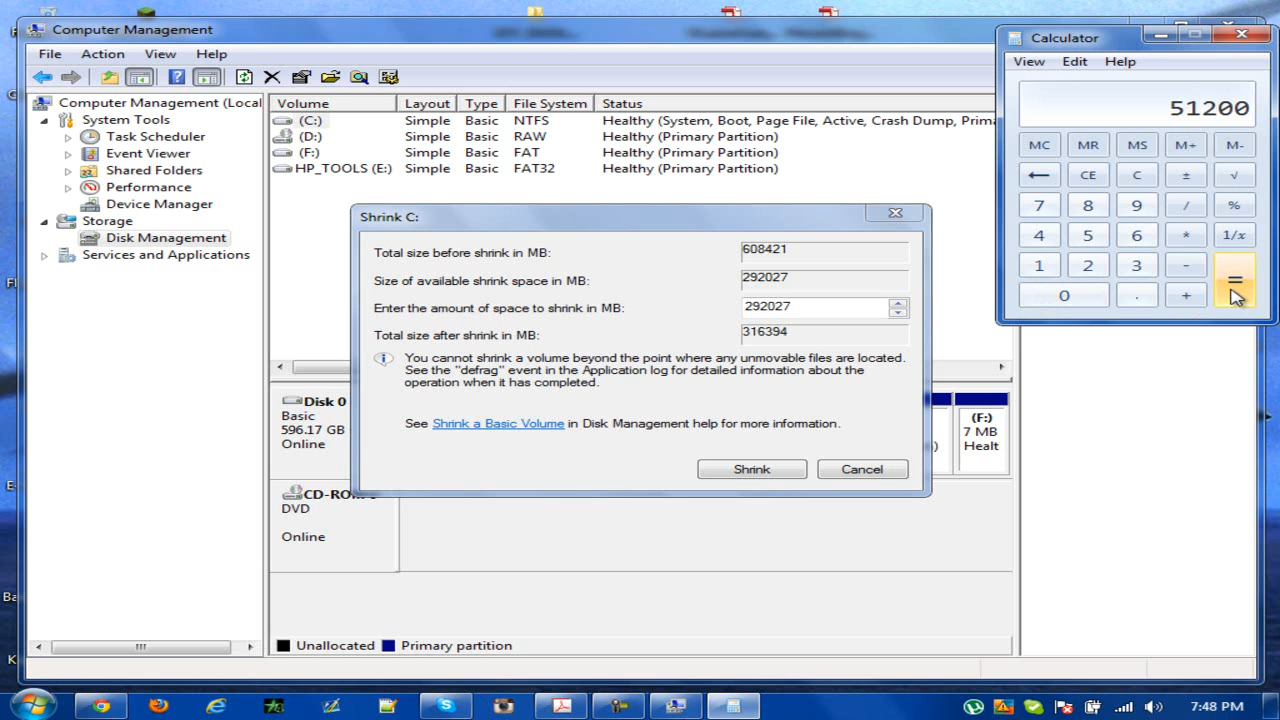 Computer Management
File Action View Help
Computer Management (Local
System Tools
Task Scheduler
Event Viewer
Shared Folders
Performance
Device Manager
Storage
Disk Management
Services and Applications
Volume Layout Type File System Status
(C:) Simple Basic NTFS Healthy (System, Boot, Page File, Active, Crash Dump, Prima
(D:) Simple Basic RAW Healthy (Primary Partition)
(F:) Simple Basic FAT Healthy (Primary Partition)
HP_TOOLS (E:) Simple Basic FAT32 Healthy (Primary Partition)
Shrink C:
Total size before shrink in MB: 608421
Size of available shrink space in MB: 292027
Enter the amount of space to shrink in MB: 292027
Total size after shrink in MB: 316394
You cannot shrink a volume beyond the point where any unmovable files are located.
See the "defrag" event in the Application log for detailed information about the
operation when it has completed.
See Shrink a Basic Volume in Disk Management help for more information.
Shrink Cancel
Disk 0
Basic
596.17 GB
Online
(F:)
7 MB
Healt
CD-ROM
DVD
Online
Unallocated Primary partition
Calculator
View Edit Help
51200
MC MR MS M+ M-
← CE C ± √
7 8 9 / %
4 5 6 * 1/x
1 2 3 - =
0 . +
7:48 PM